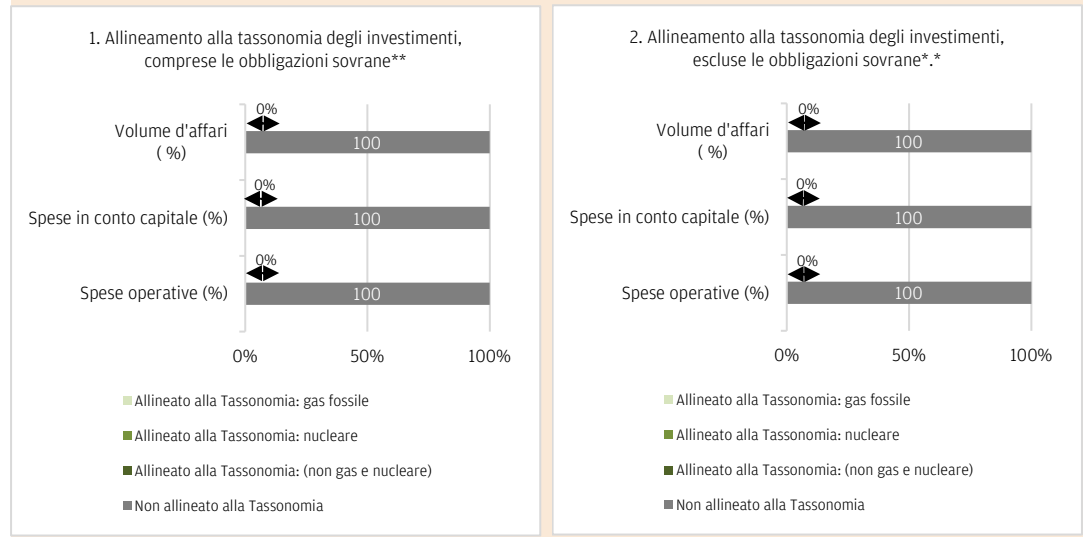 1. Allineamento alla tassonomia degli investimenti,
comprese le obbligazioni sovrane**
0%
Volume d'affari
( %)
100
0%
Spese in conto capitale (%)
100
0%
Spese operative (%)
100
0%
50%
100%
Allineato alla Tassonomia: gas fossile
Allineato alla Tassonomia: nucleare
Allineato alla Tassonomia: (non gas e nucleare)
Non allineato alla Tassonomia
2. Allineamento alla tassonomia degli investimenti,
escluse le obbligazioni sovrane*.*
0%
Volume d'affari
( %)
100
0%
Spese in conto capitale (%)
100
0%
Spese operative (%)
100
0%
50%
100%
Allineato alla Tassonomia: gas fossile
Allineato alla Tassonomia: nucleare
Allineato alla Tassonomia: (non gas e nucleare)
Non allineato alla Tassonomia